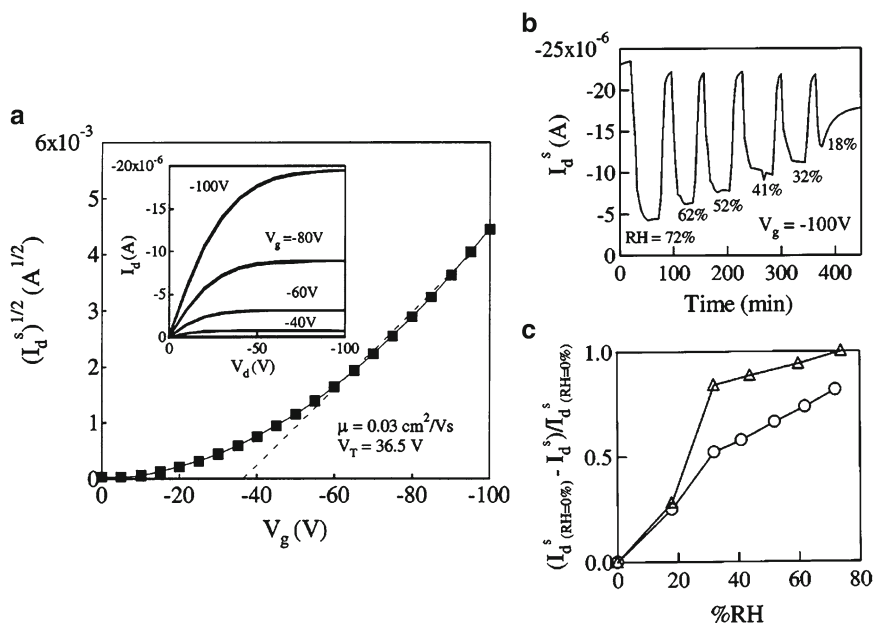 a
6x10⁻³
5
4
3
2
1
0
(I_d^s)^1/2 (A^1/2)
0
-20
-40
-60
-80
-100
V_g (V)
μ = 0.03 cm²/Vs
V_T = 36.5 V
-20x10⁻⁶
-15
-10
-5
0
I_d (A)
-100V
V_g=-80V
-60V
-40V
0
-50
-100
V_d (V)
b
-25x10⁻⁶
-20
-15
-10
-5
0
I_d^s (A)
RH = 72%
62%
52%
41%
32%
18%
V_g = -100V
0
100
200
300
400
Time (min)
c
1.0
0.5
0.0
(I_d^s (RH=0%) - I_d^s)/I_d^s (RH=0%)
0
20
40
60
80
%RH